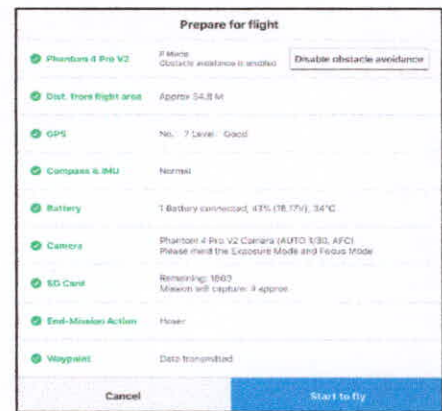 Prepare for flight
Phantom 4 Pro V2
P Mode
Obstacle avoidance is enabled
Disable obstacle avoidance
Dist. from flight area
Approx 54.8 M
GPS
No. 7 Level Good
Compass & IMU
Normal
Battery
1 Battery connected, 47% (16.17V), 34°C
Camera
Phantom 4 Pro V2 Camera (AUTO 1/30, AFC)
Please mind the Exposure Mode and Focus Mode
SD Card
Remaining: 1863
Mission will capture: 4 approx
End-Mission Action
Hover
Waypoint
Data transmitted
Cancel
Start to fly